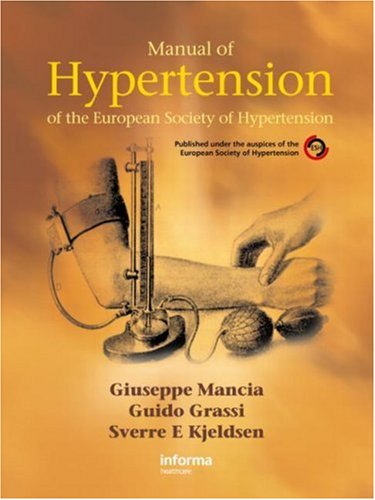 Manual of
Hypertension
of the European Society of Hypertension
Published under the auspices of the
European Society of Hypertension
ESH
Giuseppe Mancia
Guido Grassi
Sverre E Kjeldsen
informa
healthcare